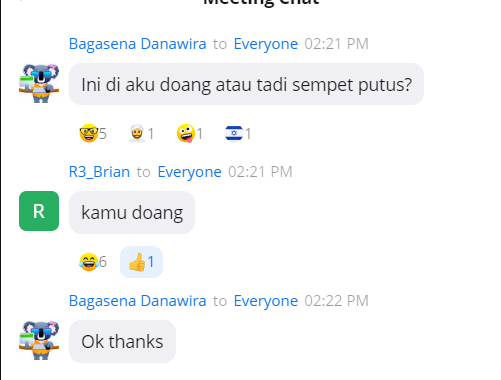 Meeting Chat
Bagasena Danawira to Everyone 02:21 PM
Ini di aku doang atau tadi sempet putus?
5 1 1 1
R3_Brian to Everyone 02:21 PM
R
kamu doang
6 1
Bagasena Danawira to Everyone 02:22 PM
Ok thanks